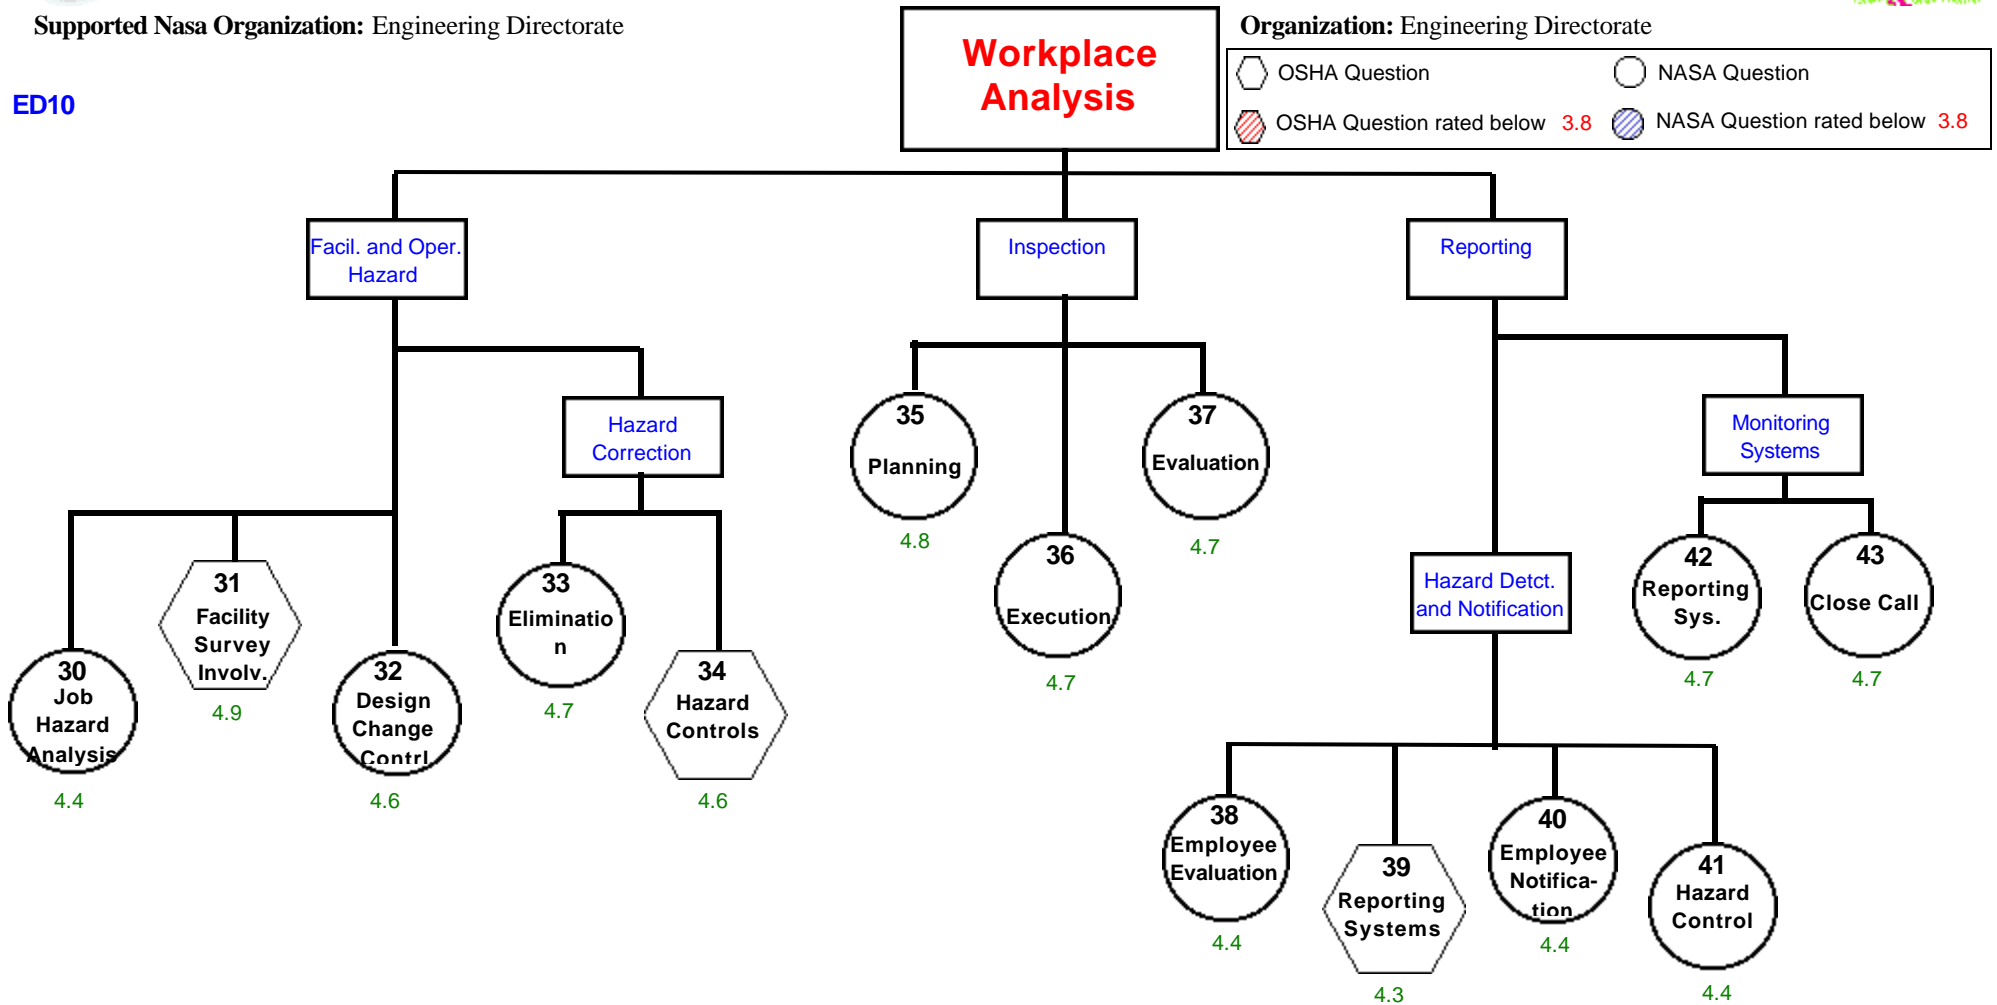 Supported Nasa Organization: Engineering Directorate
Organization: Engineering Directorate
ED10
Workplace
Analysis
OSHA Question
NASA Question
OSHA Question rated below 3.8
NASA Question rated below 3.8
Facil. and Oper.
Hazard
Inspection
Reporting
Hazard
Correction
Monitoring
Systems
Hazard Detct.
and Notification
30
Job
Hazard
Analysis
4.4
31
Facility
Survey
Involv.
4.9
32
Design
Change
Contrl
4.6
33
Eliminatio
n
4.7
34
Hazard
Controls
4.6
35
Planning
4.8
36
Execution
4.7
37
Evaluation
4.7
38
Employee
Evaluation
4.4
39
Reporting
Systems
4.3
40
Employee
Notifica-
tion
4.4
41
Hazard
Control
4.4
42
Reporting
Sys.
4.7
43
Close Call
4.7